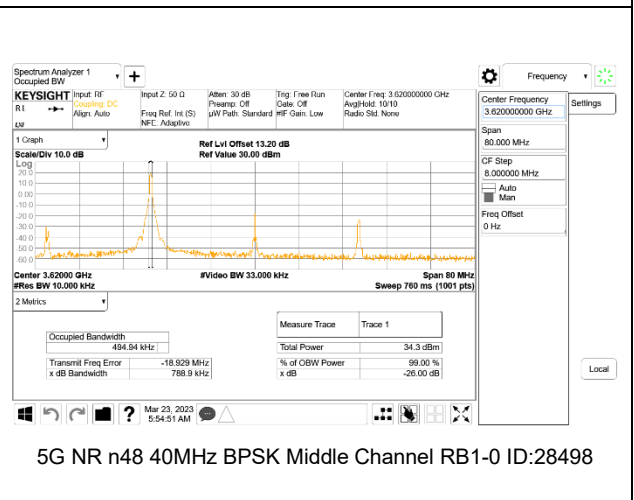 Spectrum Analyzer 1
Occupied BW
+
Frequency
KEYSIGHT
Input: RF
Coupling: DC
Align: Auto
Input Z: 50 Ω
Freq Ref: Int (S)
NFE: Adaptive
Atten: 30 dB
Preamp: Off
µW Path: Standard
Trig: Free Run
Gate: Off
#IF Gain: Low
Center Freq: 3.620000000 GHz
Avg|Hold: 10/10
Radio Std: None
Center Frequency
3.620000000 GHz
Settings
Span
80.000 MHz
CF Step
8.000000 MHz
Auto
Man
Freq Offset
0 Hz
1 Graph
Scale/Div 10.0 dB
Ref Lvl Offset 13.20 dB
Ref Value 30.00 dBm
Log
20.0
10.0
0.00
-10.0
-20.0
-30.0
-40.0
-50.0
-60.0
Center 3.62000 GHz
#Video BW 33.000 kHz
Span 80 MHz
#Res BW 10.000 kHz
Sweep 760 ms (1001 pts)
2 Metrics
Occupied Bandwidth
494.94 kHz
Transmit Freq Error -18.929 MHz
x dB Bandwidth 788.9 kHz
Measure Trace Trace 1
Total Power 34.3 dBm
% of OBW Power 99.00 %
x dB -26.00 dB
Local
?
Mar 23, 2023
5:54:51 AM
5G NR n48 40MHz BPSK Middle Channel RB1-0 ID:28498